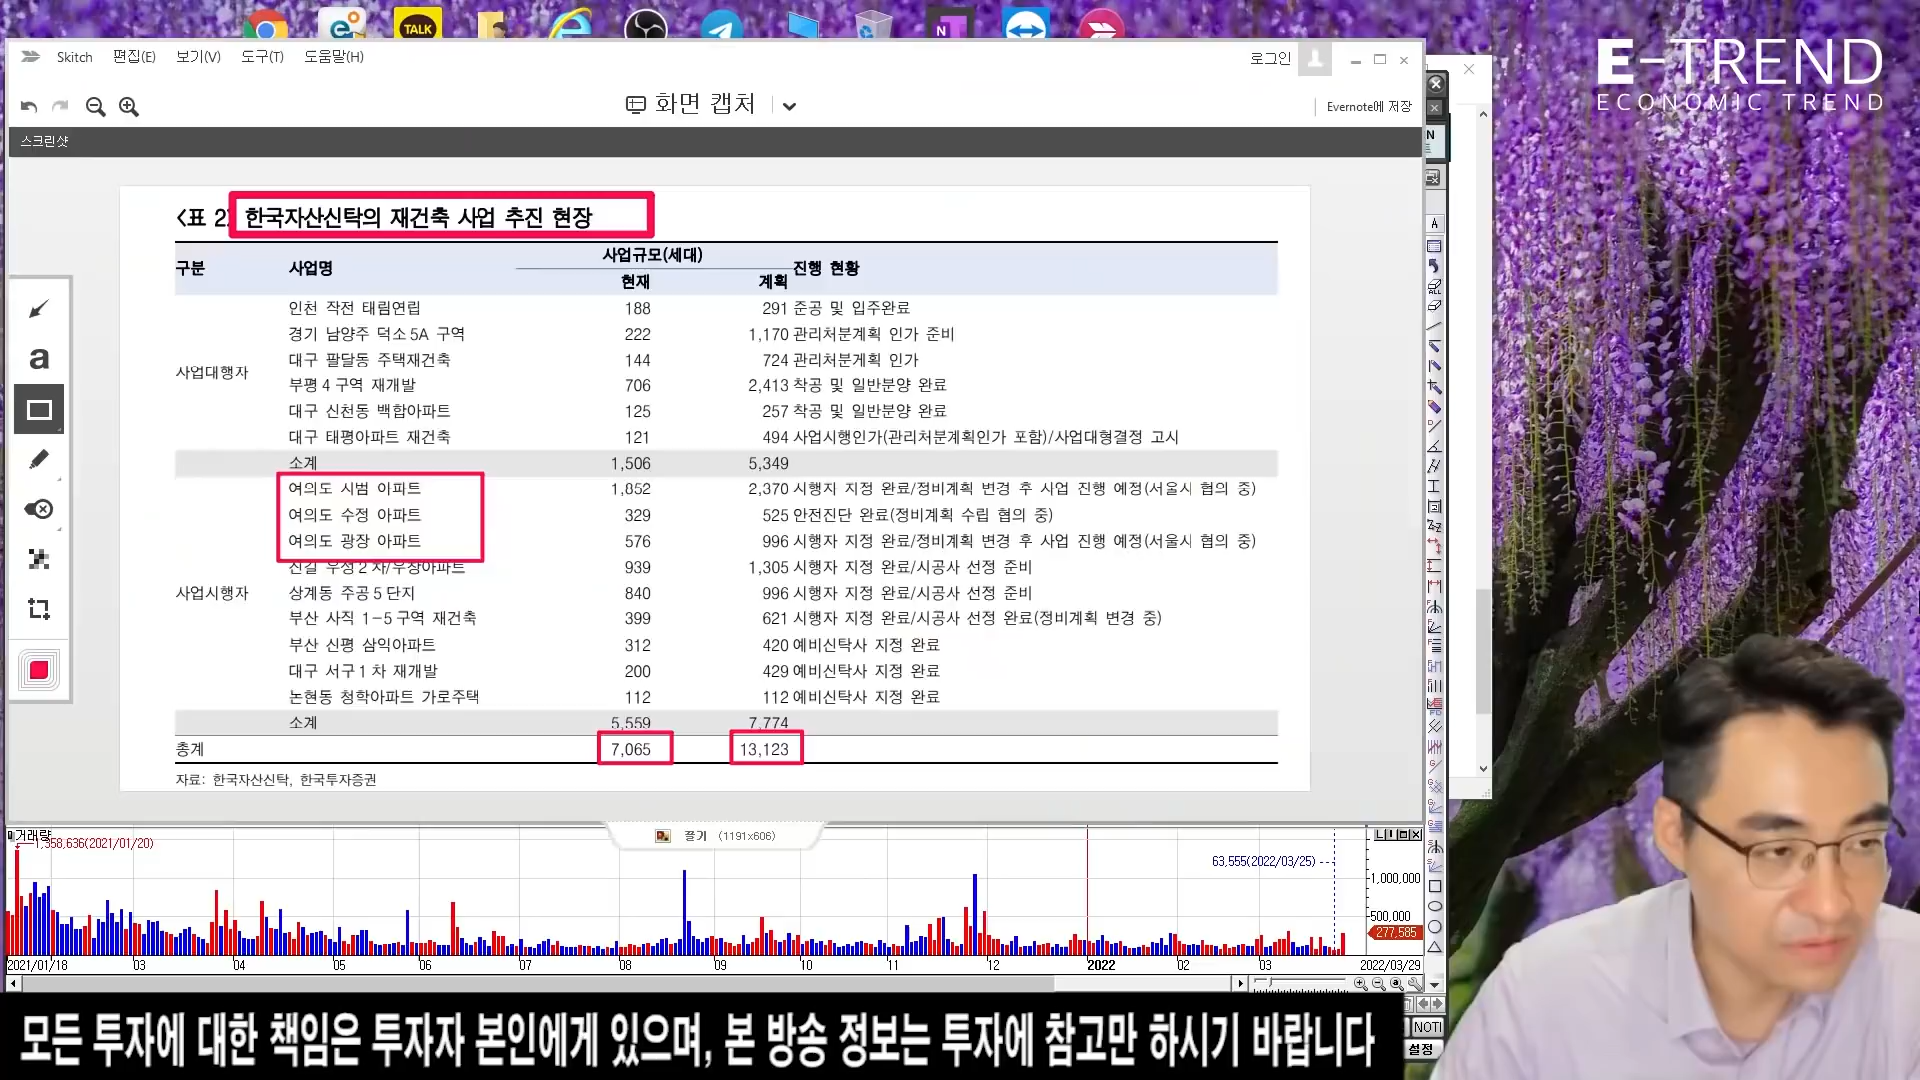 TALK
N
E-TREND
ECONOMIC TREND
Skitch 편집(E) 보기(V) 도구(T) 도움말(H)
로그인
화면 캡처
Evernote에 저장
스크린샷
<표 2> 한국자산신탁의 재건축 사업 추진 현장
구분 사업명 사업규모(세대) 진행 현황
현재 계획
인천 작전 태림연립 188 291 준공 및 입주완료
경기 남양주 덕소5A 구역 222 1,170 관리처분계획 인가 준비
대구 팔달동 주택재건축 144 724 관리처분계획 인가
사업대행자
부평4구역 재개발 706 2,413 착공 및 일반분양 완료
대구 신천동 백합아파트 125 257 착공 및 일반분양 완료
대구 태평아파트 재건축 121 494 사업시행인가(관리처분계획인가 포함)/사업대형결정 고시
소계 1,506 5,349
여의도 시범 아파트 1,852 2,370 시행자 지정 완료/정비계획 변경 후 사업 진행 예정(서울시 협의 중)
여의도 수정 아파트 329 525 안전진단 완료(정비계획 수립 협의 중)
여의도 광장 아파트 576 996 시행자 지정 완료/정비계획 변경 후 사업 진행 예정(서울시 협의 중)
신길 우성2차/우창아파트 939 1,305 시행자 지정 완료/시공사 선정 준비
사업시행자 상계동 주공5단지 840 996 시행자 지정 완료/시공사 선정 준비
부산 사직 1-5구역 재건축 399 621 시행자 지정 완료/시공사 선정 완료(정비계획 변경 중)
부산 신평 삼익아파트 312 420 예비신탁사 지정 완료
대구 서구1차 재개발 200 429 예비신탁사 지정 완료
논현동 청학아파트 가로주택 112 112 예비신탁사 지정 완료
소계 5,559 7,774
총계 7,065 13,123
자료: 한국자산신탁, 한국투자증권
a
끌기 (1191x606)
거래량
1,358,636(2021/01/20)
63,555(2022/03/25)
1,000,000
500,000
277,585
2021/01/18 03 04 05 06 07 08 09 10 11 12 2022 02 03 2022/03/29
NOTI
설정
모든 투자에 대한 책임은 투자자 본인에게 있으며, 본 방송 정보는 투자에 참고만 하시기 바랍니다